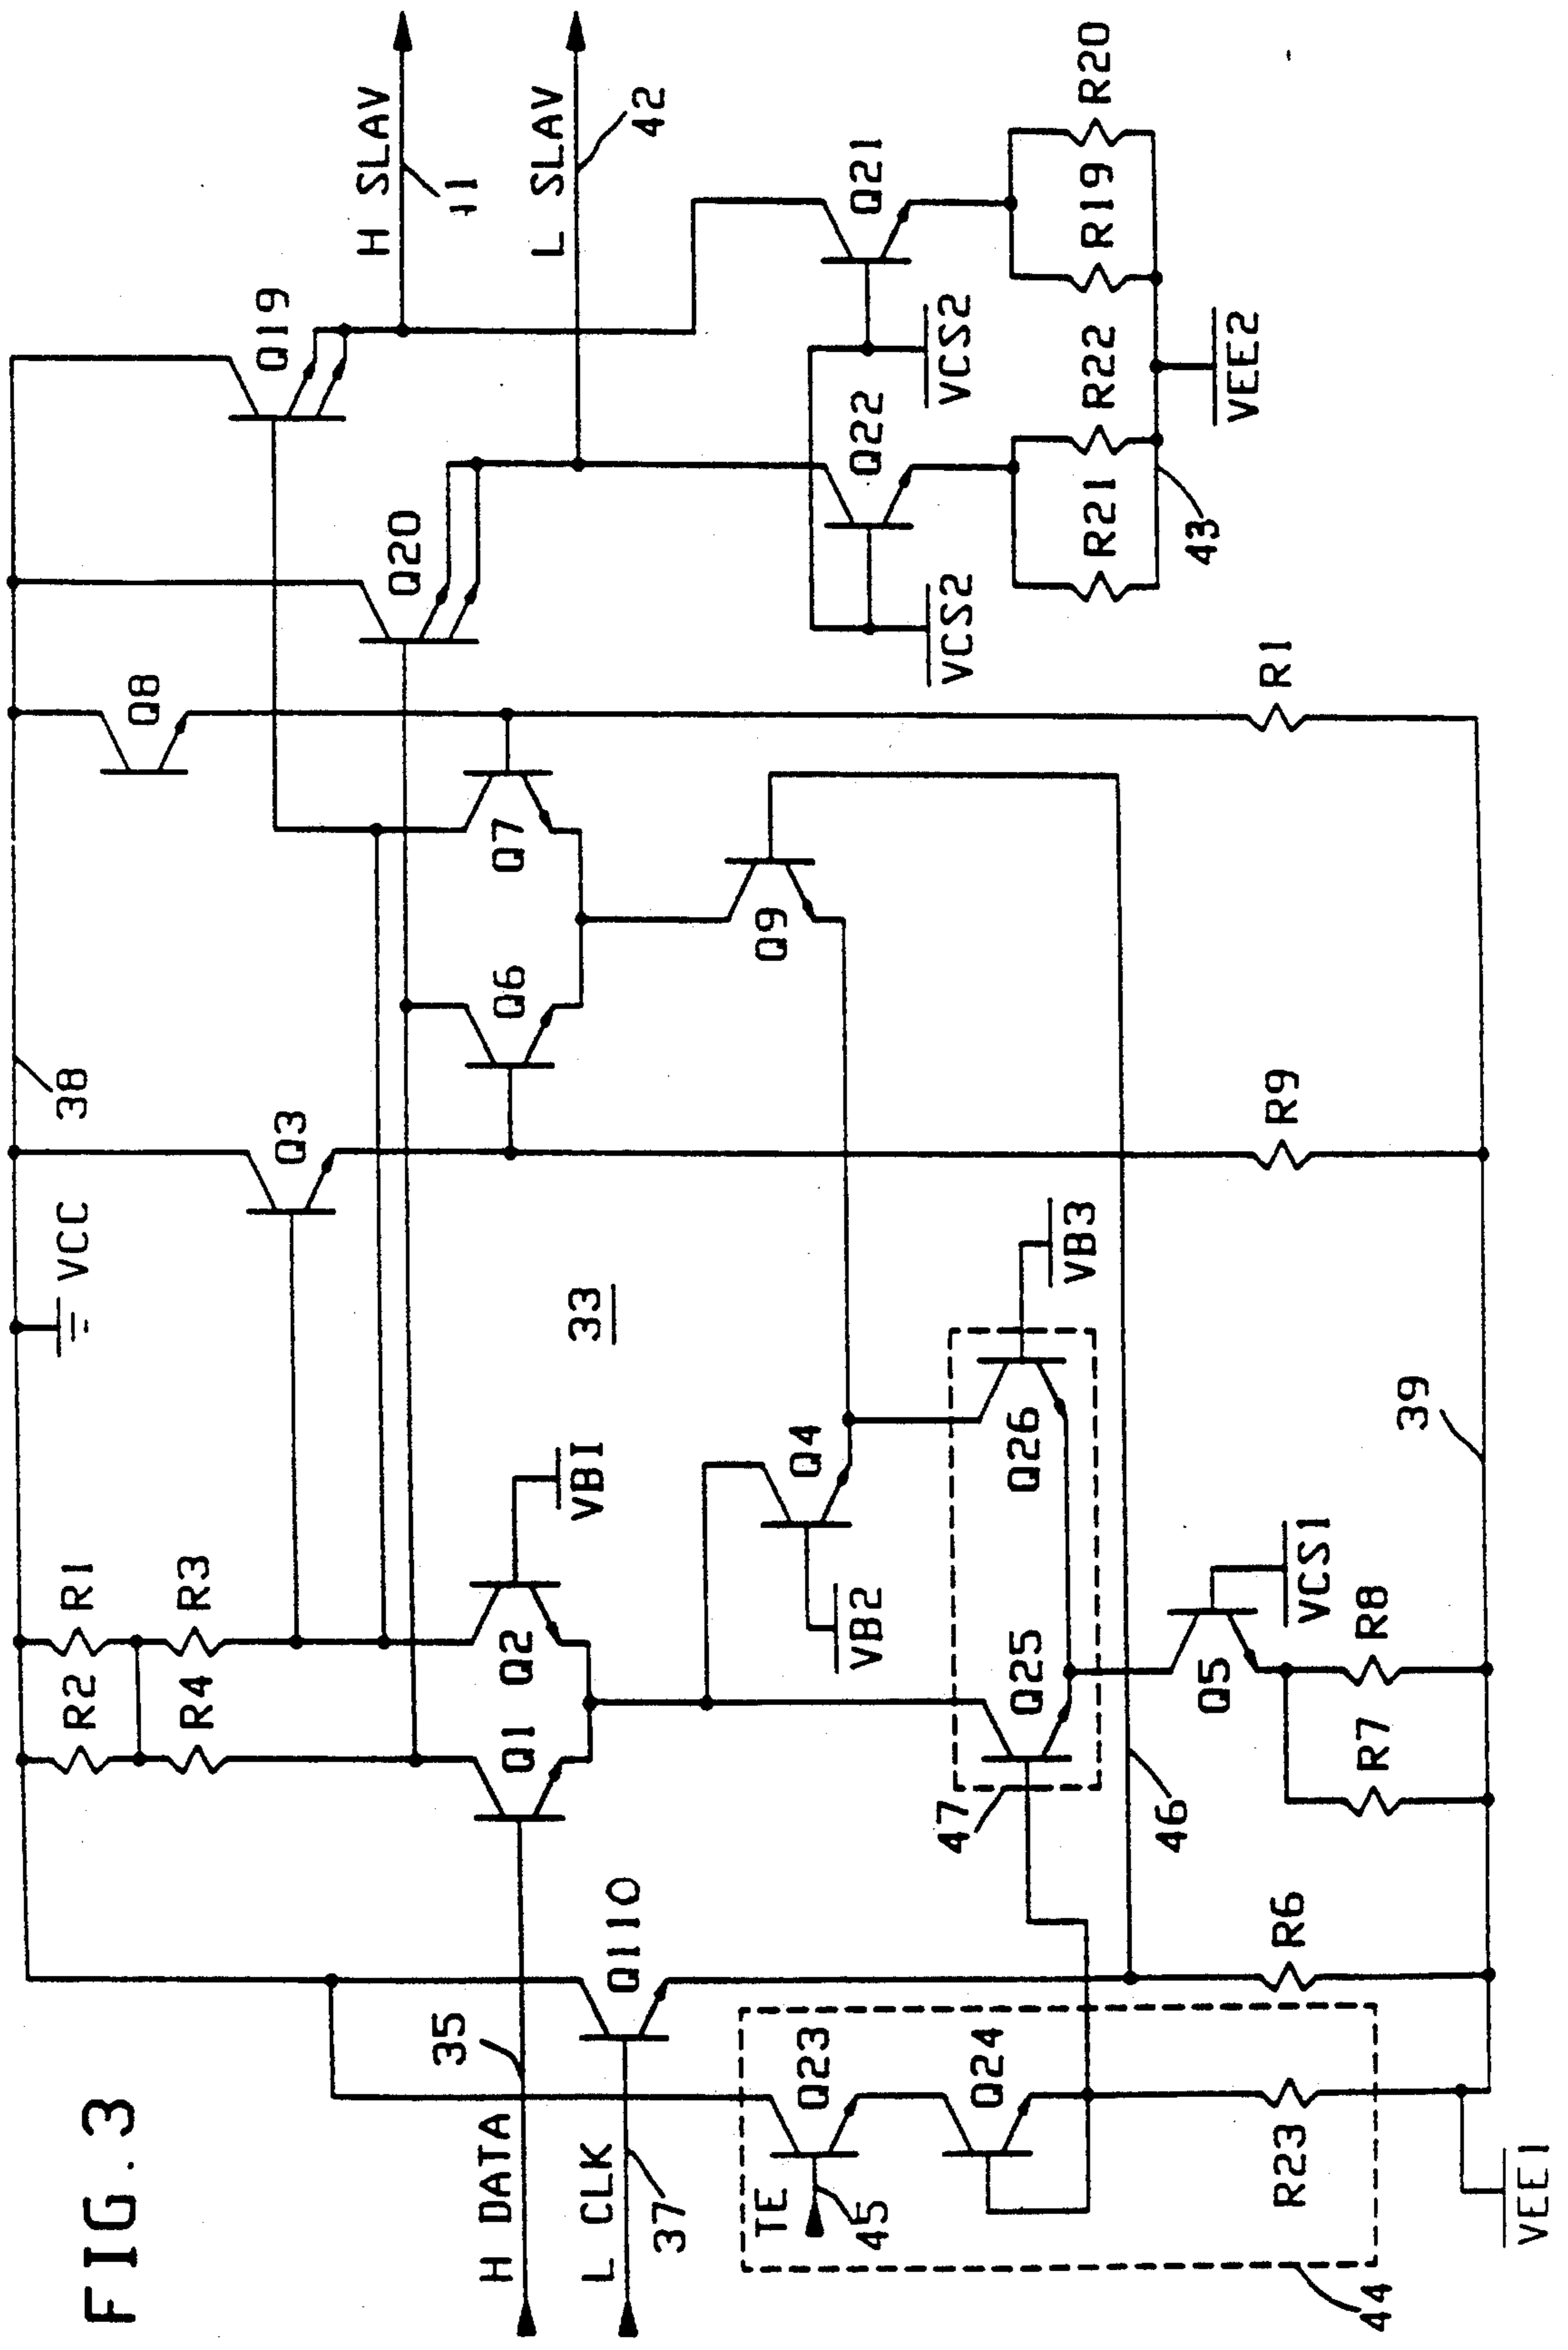 FIG. 3
H DATA
35
L CLK
37
TE
45
Q23
Q24
R23
44
VEE1
Q110
R6
46
R2
R1
R4
R3
Q1
Q2
VB1
VB2
Q4
47
Q25
Q26
VB3
Q5
VCS1
R7
R8
39
33
VCC
38
Q3
R9
Q6
Q7
Q9
Q8
R1
Q20
Q19
H SLAV
41
L SLAV
42
Q22
Q21
VCS2
VCS2
R21
R22
R19
R20
43
VEE2